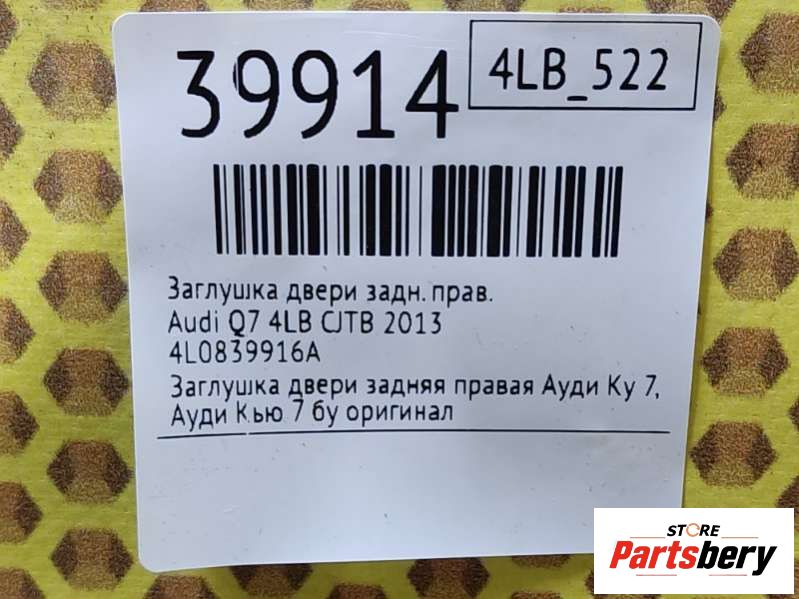 39914
4LB_522
Заглушка двери задн. прав.
Audi Q7 4LB CJTB 2013
4L0839916A
Заглушка двери задняя правая Ауди Ку 7,
Ауди Кью 7 бу оригинал
STORE
Partsbery